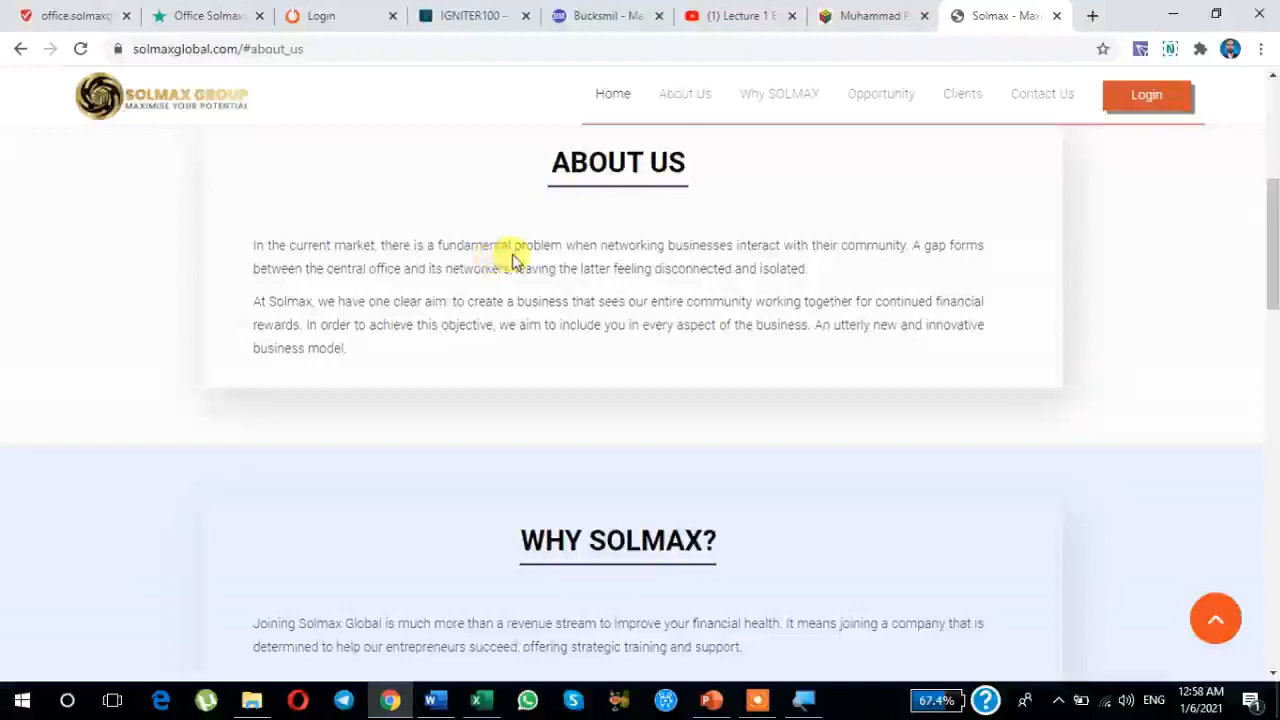 office.solmaxg
Office Solmax
Login
IGNITER100 –
Bucksmil - Ma
(1) Lecture 1 E
Muhammad F
Solmax - Max
solmaxglobal.com/#about_us
SOLMAX GROUP
MAXIMISE YOUR POTENTIAL
Home About Us Why SOLMAX Opportunity Clients Contact Us Login
ABOUT US
In the current market, there is a fundamental problem when networking businesses interact with their community. A gap forms
between the central office and its networkers, leaving the latter feeling disconnected and isolated.
At Solmax, we have one clear aim: to create a business that sees our entire community working together for continued financial
rewards. In order to achieve this objective, we aim to include you in every aspect of the business. An utterly new and innovative
business model.
WHY SOLMAX?
Joining Solmax Global is much more than a revenue stream to improve your financial health. It means joining a company that is
determined to help our entrepreneurs succeed, offering strategic training and support.
67.4%
ENG
12:58 AM
1/6/2021